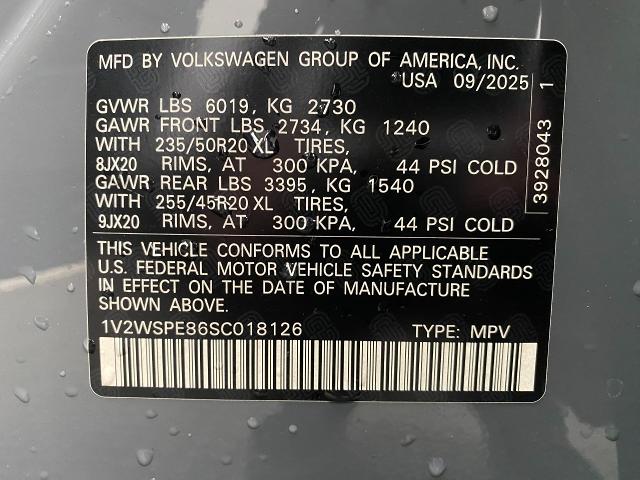 MFD BY VOLKSWAGEN GROUP OF AMERICA, INC.
USA 09/2025
GVWR LBS 6019, KG 2730
GAWR FRONT LBS 2734, KG 1240
WITH 235/50R20 XL TIRES,
8JX20 RIMS, AT 300 KPA, 44 PSI COLD
GAWR REAR LBS 3395, KG 1540
WITH 255/45R20 XL TIRES,
9JX20 RIMS, AT 300 KPA, 44 PSI COLD
3928043 1
THIS VEHICLE CONFORMS TO ALL APPLICABLE
U.S. FEDERAL MOTOR VEHICLE SAFETY STANDARDS
IN EFFECT ON THE DATE OF MANUFACTURE
SHOWN ABOVE.
1V2WSPE86SC018126 TYPE: MPV